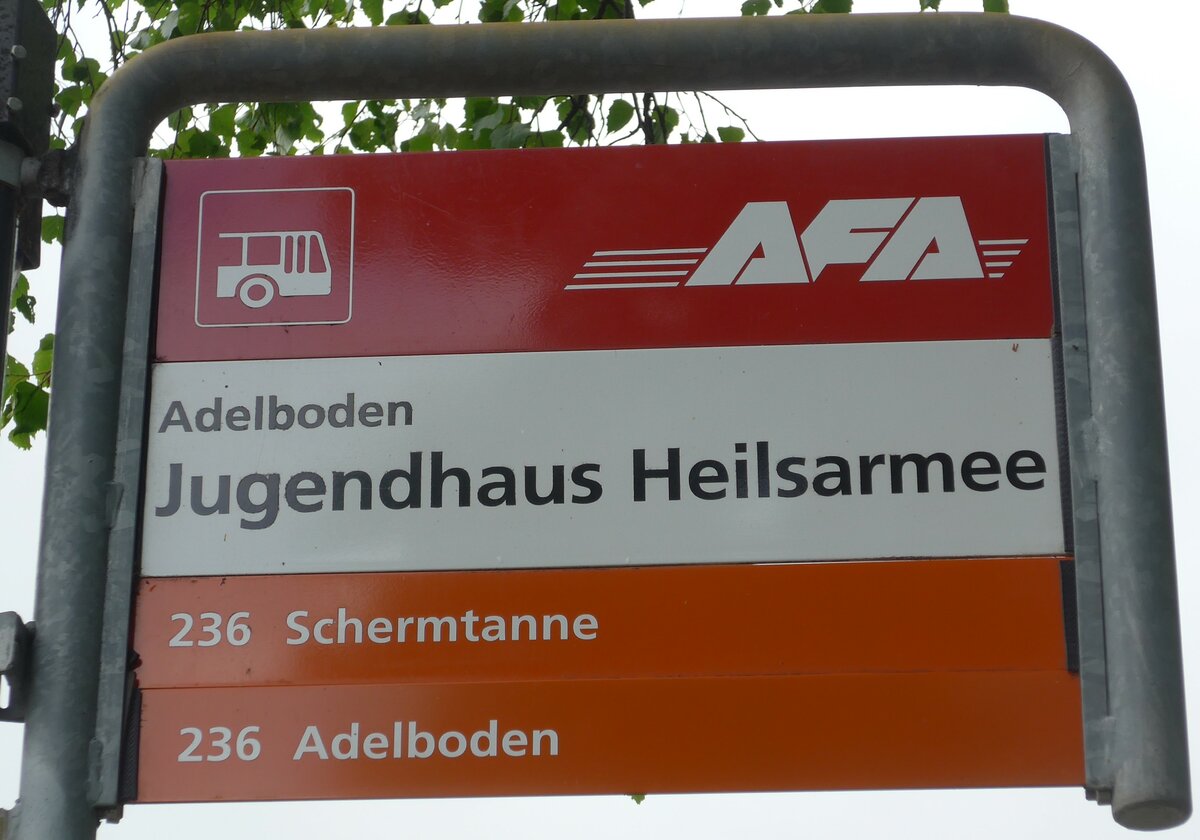 AFA
Adelboden
Jugendhaus Heilsarmee
236 Schermtanne
236 Adelboden